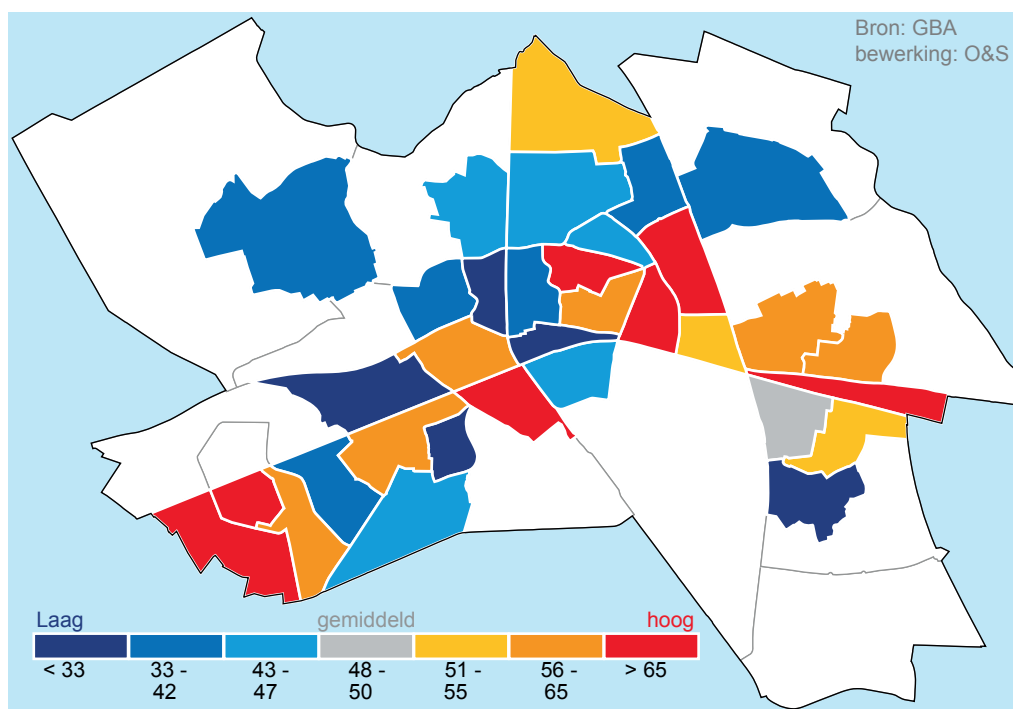 Bron: GBA
bewerking: O&S
Laag gemiddeld hoog
< 33 33 - 42 43 - 47 48 - 50 51 - 55 56 - 65 > 65